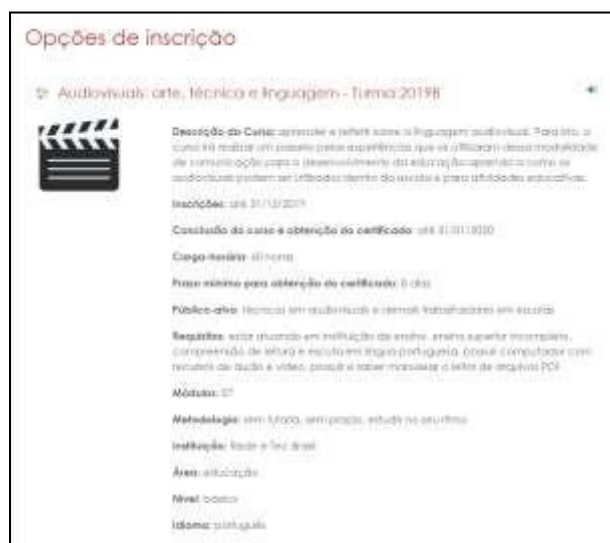 Opções de inscrição
Audiovisuais: arte, técnica e linguagem - Turma 2019B
Descrição do Curso: aprender e refletir sobre a linguagem audiovisual. Para isto, o
curso irá realizar um passeio pelas experiências que se utilizaram dessa modalidade
de comunicação para o desenvolvimento da educação aprenda a como os
audiovisuais podem ser utilizados dentro da escola e para atividades educativas.
Inscrições: até 31/12/2019
Conclusão do curso e obtenção do certificado: até 31/01/2020
Carga-horária: 60 horas
Prazo mínimo para obtenção do certificado: dias
Público-alvo: técnicos em audiovisuais e demais trabalhadores em escolas
Requisitos: estar atuando em instituição de ensino, ensino superior incompleto,
compreensão de leitura e escuta em língua portuguesa, possuir computador com
recursos de áudio e vídeo, possuir e saber manusear o leitor de arquivos PDF
Módulos: 07
Metodologia: sem tutoria, sem prazos, estude no seu ritmo
Instituição: Rede e-Tec Brasil
Área: educação
Nível: básico
Idioma: português